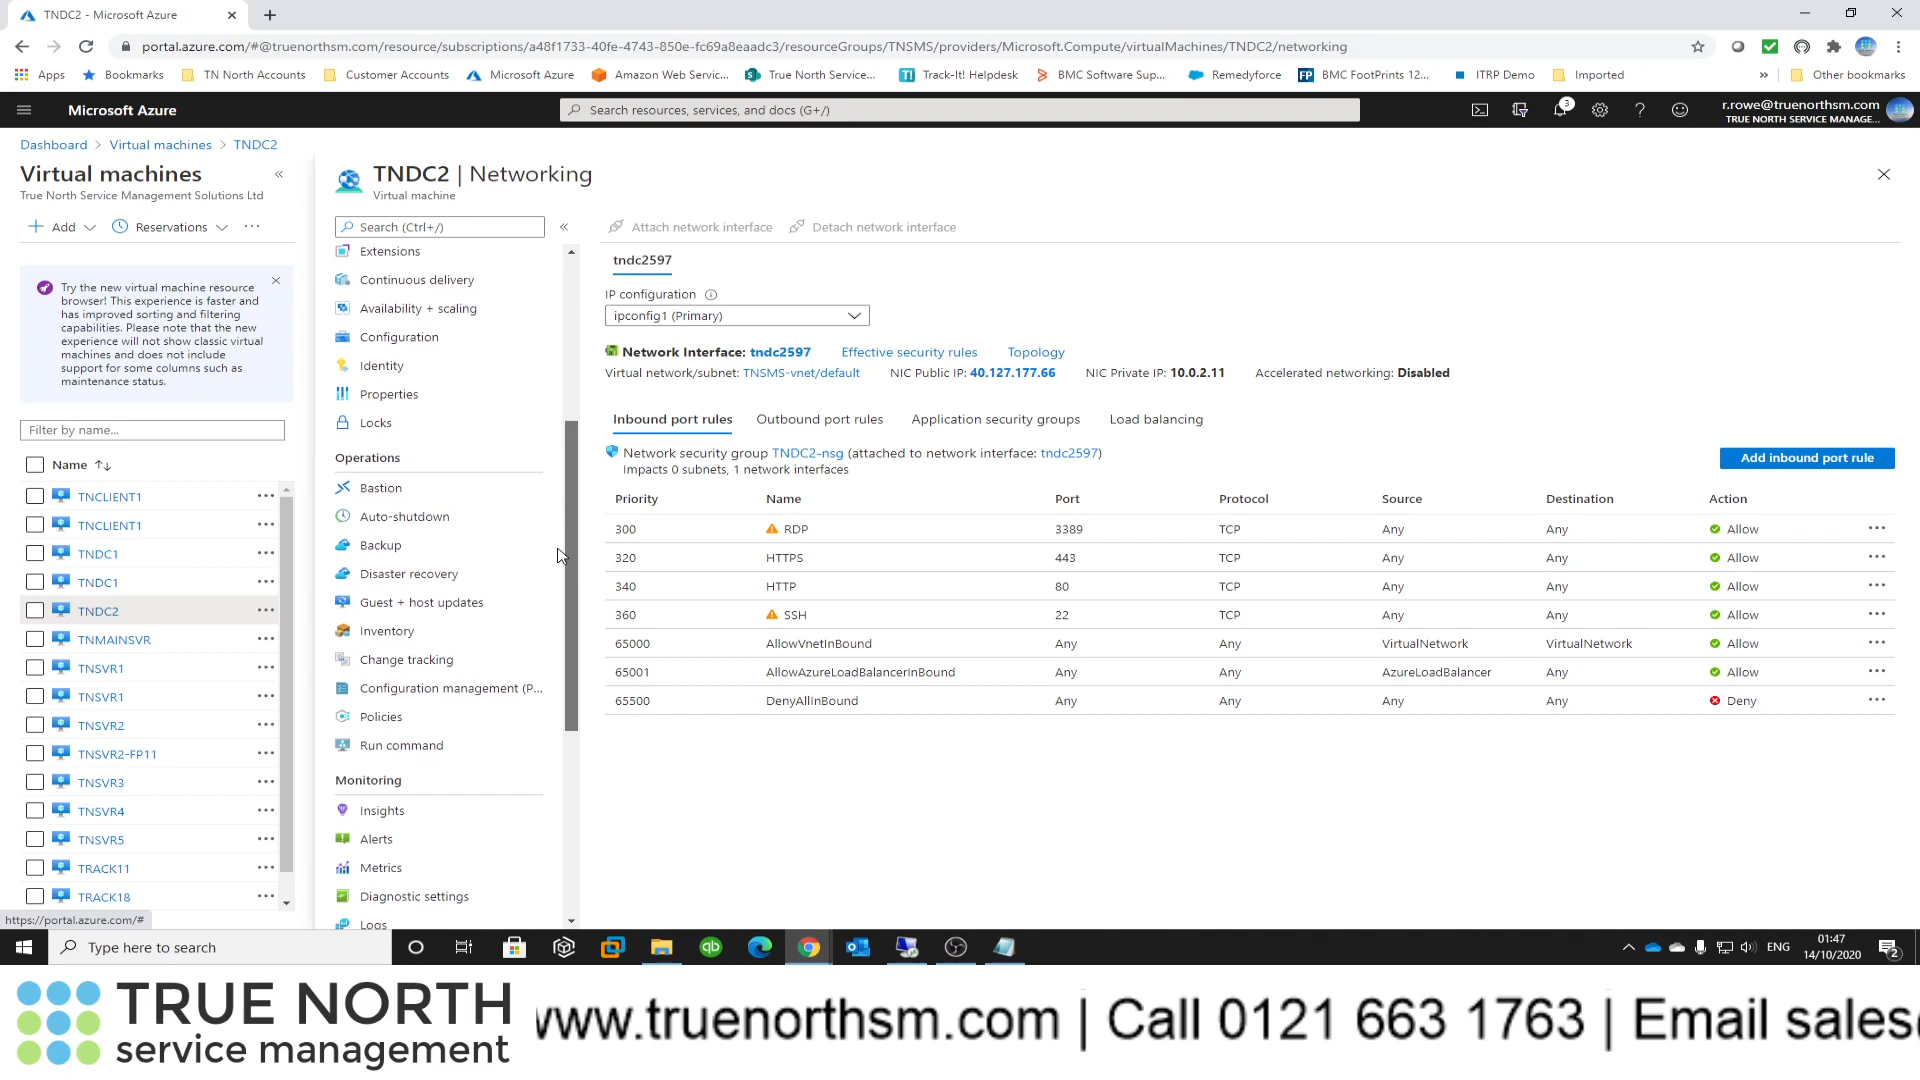 TNDC2 - Microsoft Azure
portal.azure.com/#@truenorthsm.com/resource/subscriptions/a48f1733-40fe-4743-850e-fc69a8eaadc3/resourceGroups/TNSMS/providers/Microsoft.Compute/virtualMachines/TNDC2/networking
Apps Bookmarks TN North Accounts Customer Accounts Microsoft Azure Amazon Web Servic... True North Service... Track-It! Helpdesk BMC Software Sup... Remedyforce BMC FootPrints 12... ITRP Demo Imported » Other bookmarks
Microsoft Azure
Search resources, services, and docs (G+/)
3
r.rowe@truenorthsm.com
TRUE NORTH SERVICE MANAGE...
Dashboard > Virtual machines > TNDC2
Virtual machines
True North Service Management Solutions Ltd
Add Reservations ...
Try the new virtual machine resource
browser! This experience is faster and
has improved sorting and filtering
capabilities. Please note that the new
experience will not show classic virtual
machines and does not include
support for some columns such as
maintenance status.
Filter by name...
Name
TNCLIENT1
TNCLIENT1
TNDC1
TNDC1
TNDC2
TNMAINSVR
TNSVR1
TNSVR1
TNSVR2
TNSVR2-FP11
TNSVR3
TNSVR4
TNSVR5
TRACK11
TRACK18
https://portal.azure.com/#
TNDC2 | Networking
Virtual machine
Search (Ctrl+/)
Extensions
Continuous delivery
Availability + scaling
Configuration
Identity
Properties
Locks
Operations
Bastion
Auto-shutdown
Backup
Disaster recovery
Guest + host updates
Inventory
Change tracking
Configuration management (P...
Policies
Run command
Monitoring
Insights
Alerts
Metrics
Diagnostic settings
Logs
Attach network interface Detach network interface
tndc2597
IP configuration
ipconfig1 (Primary)
Network Interface: tndc2597 Effective security rules Topology
Virtual network/subnet: TNSMS-vnet/default NIC Public IP: 40.127.177.66 NIC Private IP: 10.0.2.11 Accelerated networking: Disabled
Inbound port rules Outbound port rules Application security groups Load balancing
Network security group TNDC2-nsg (attached to network interface: tndc2597)
Impacts 0 subnets, 1 network interfaces
Add inbound port rule
Priority Name Port Protocol Source Destination Action
300 RDP 3389 TCP Any Any Allow
320 HTTPS 443 TCP Any Any Allow
340 HTTP 80 TCP Any Any Allow
360 SSH 22 TCP Any Any Allow
65000 AllowVnetInBound Any Any VirtualNetwork VirtualNetwork Allow
65001 AllowAzureLoadBalancerInBound Any Any AzureLoadBalancer Any Allow
65500 DenyAllInBound Any Any Any Any Deny
Type here to search
ENG
01:47
14/10/2020
2
TRUE NORTH
service management
www.truenorthsm.com | Call 0121 663 1763 | Email sales